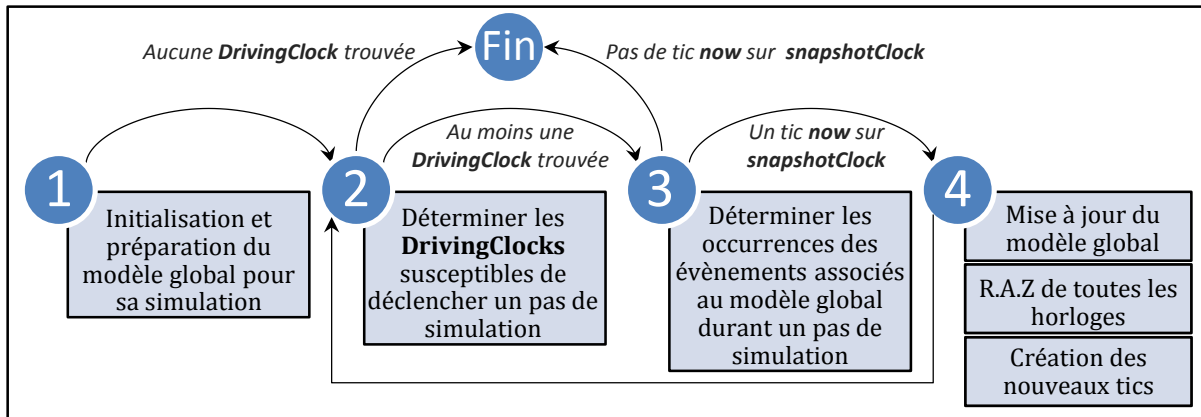 Aucune DrivingClock trouvée
Fin
Pas de tic now sur snapshotClock
Au moins une
DrivingClock trouvée
Un tic now sur
snapshotClock
1
Initialisation et
préparation du
modèle global pour
sa simulation
2
Déterminer les
DrivingClocks
susceptibles de
déclencher un pas de
simulation
3
Déterminer les
occurrences des
évènements associés
au modèle global
durant un pas de
simulation
4
Mise à jour du
modèle global
R.A.Z de toutes les
horloges
Création des
nouveaux tics